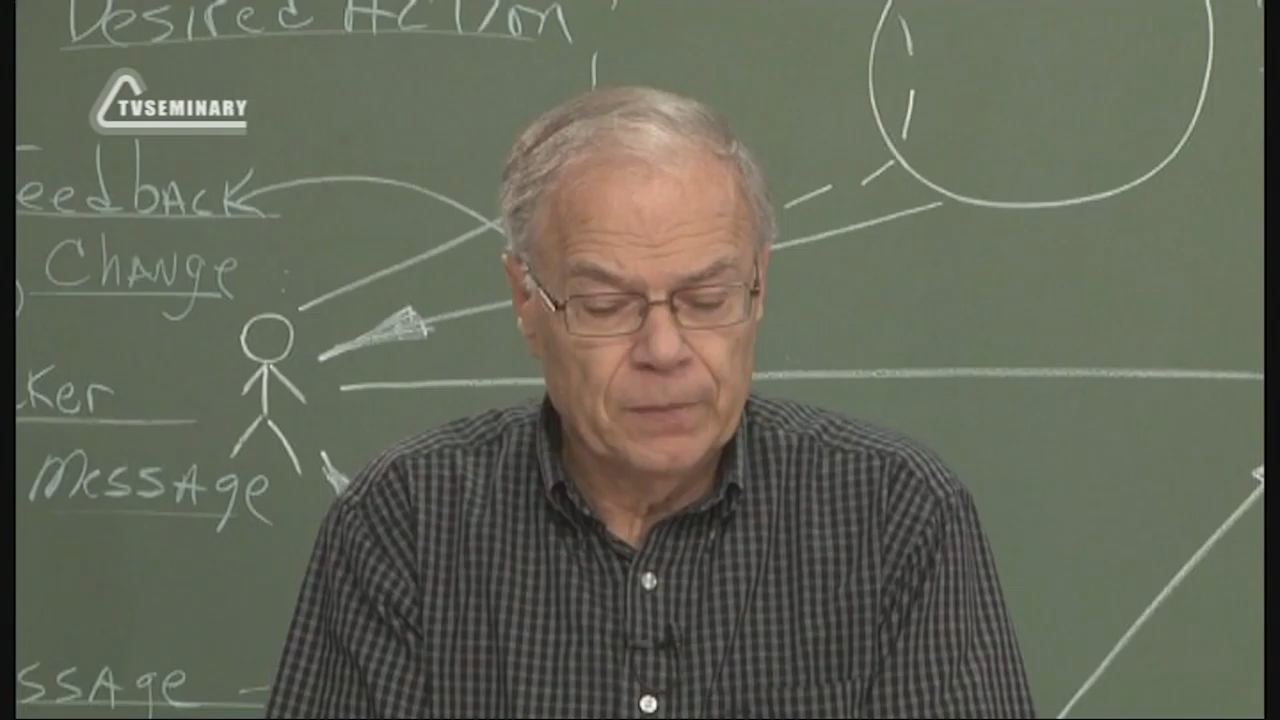 Desired Action
TVSEMINARY
eedback
Change
ker
Message
ssage